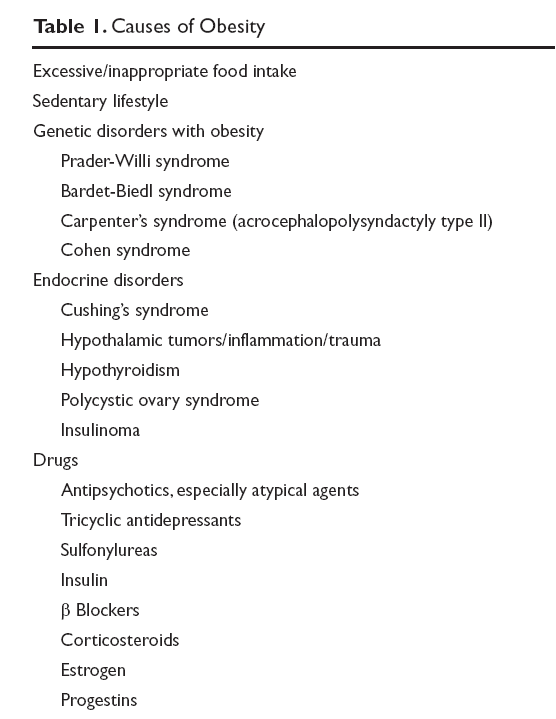 Table 1. Causes of Obesity
Excessive/inappropriate food intake
Sedentary lifestyle
Genetic disorders with obesity
Prader-Willi syndrome
Bardet-Biedl syndrome
Carpenter's syndrome (acrocephalopolysyndactyly type II)
Cohen syndrome
Endocrine disorders
Cushing's syndrome
Hypothalamic tumors/inflammation/trauma
Hypothyroidism
Polycystic ovary syndrome
Insulinoma
Drugs
Antipsychotics, especially atypical agents
Tricyclic antidepressants
Sulfonylureas
Insulin
β Blockers
Corticosteroids
Estrogen
Progestins